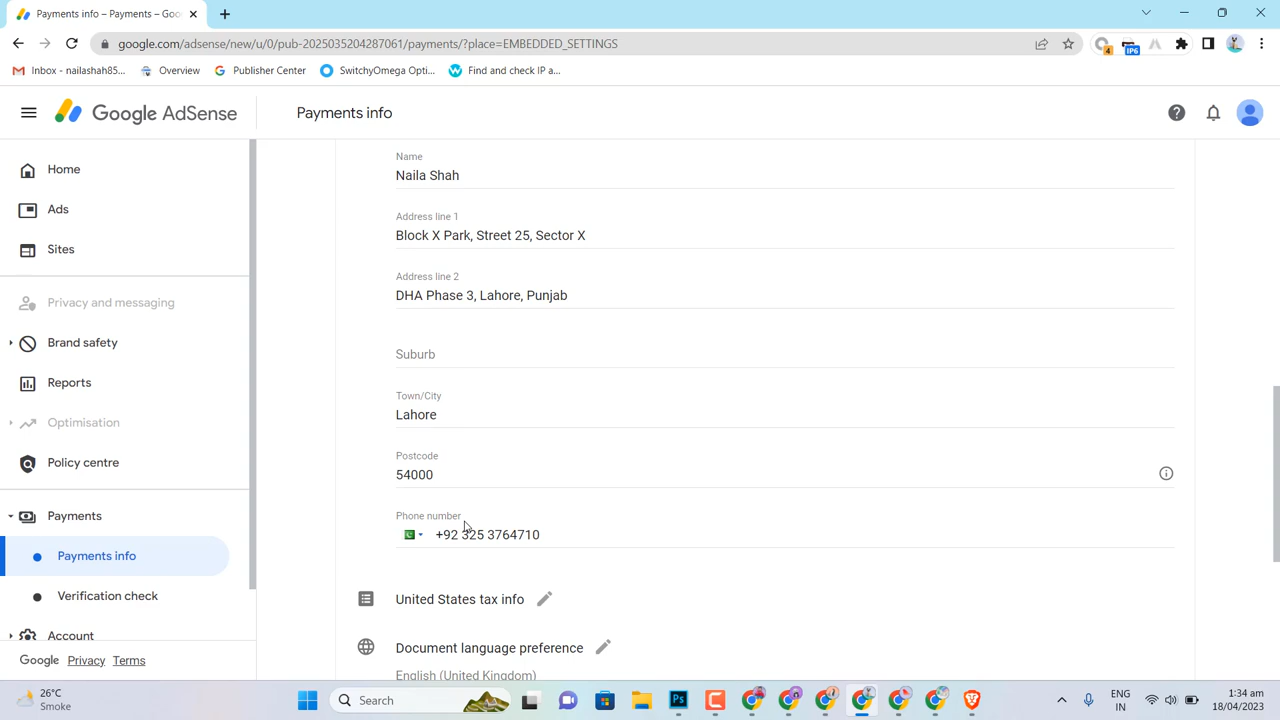 Payments info – Payments – Goo
google.com/adsense/new/u/0/pub-2025035204287061/payments/?place=EMBEDDED_SETTINGS
4
IP6
Inbox - nailashah85...
Overview
Publisher Center
SwitchyOmega Opti...
Find and check IP a...
Google AdSense
Payments info
Home
Ads
Sites
Privacy and messaging
Brand safety
Reports
Optimisation
Policy centre
Payments
Payments info
Verification check
Account
Google Privacy Terms
Name
Naila Shah
Address line 1
Block X Park, Street 25, Sector X
Address line 2
DHA Phase 3, Lahore, Punjab
Suburb
Town/City
Lahore
Postcode
54000
Phone number
+92 325 3764710
United States tax info
Document language preference
English (United Kingdom)
26°C
Smoke
Search
Ps
ENG
IN
1:34 am
18/04/2023